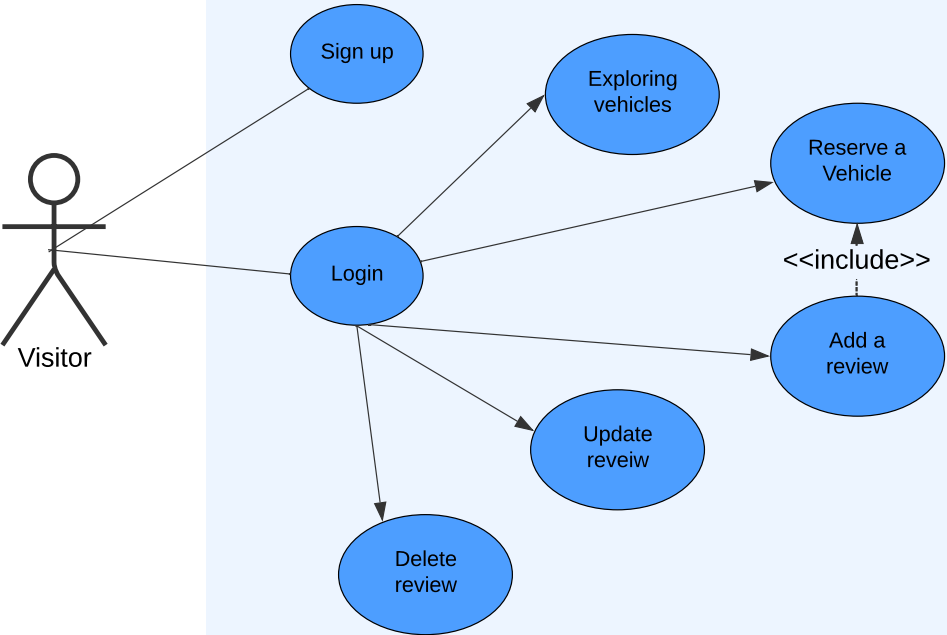 Sign up
Exploring
vehicles
Reserve a
Vehicle
<<include>>
Login
Visitor
Add a
review
Update
reveiw
Delete
review